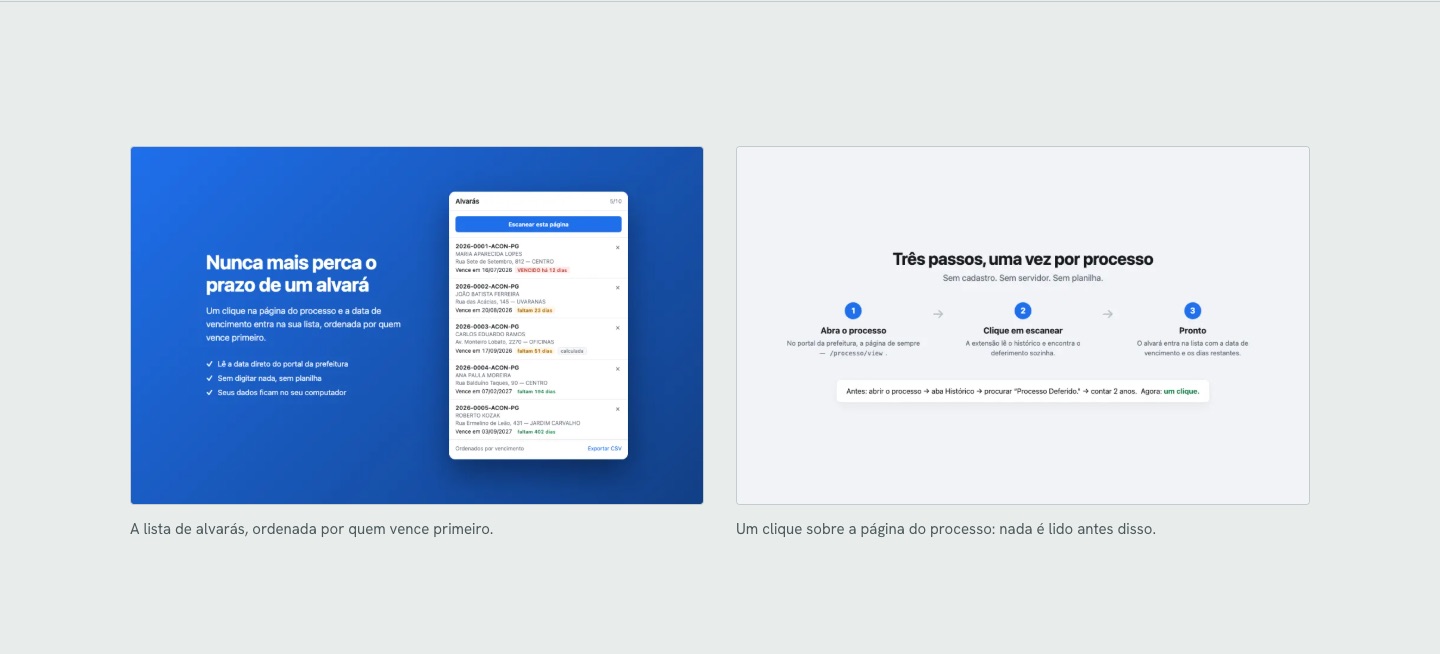 Nunca mais perca o
prazo de um alvará
Um clique na página do processo e a data de
vencimento entra na sua lista, ordenada por quem
vence primeiro.
✓ Lê a data direto do portal da prefeitura
✓ Sem digitar nada, sem planilha
✓ Seus dados ficam no seu computador
Alvarás 5/10
Escanear esta página
2026-0001-ACON-PG ×
MARIA APARECIDA LOPES
Rua Sete de Setembro, 812 — CENTRO
Vence em 16/07/2026 VENCIDO há 12 dias
2026-0002-ACON-PG ×
JOÃO BATISTA FERREIRA
Rua das Acácias, 145 — UVARANAS
Vence em 20/08/2026 faltam 23 dias
2026-0003-ACON-PG ×
CARLOS EDUARDO RAMOS
Av. Monteiro Lobato, 2270 — OFICINAS
Vence em 17/09/2026 faltam 51 dias calculada
2026-0004-ACON-PG ×
ANA PAULA MOREIRA
Rua Balduíno Taques, 90 — CENTRO
Vence em 07/02/2027 faltam 194 dias
2026-0005-ACON-PG ×
ROBERTO KOZAK
Rua Ermelino de Leão, 431 — JARDIM CARVALHO
Vence em 03/09/2027 faltam 402 dias
Ordenados por vencimento Exportar CSV
A lista de alvarás, ordenada por quem vence primeiro.
Três passos, uma vez por processo
Sem cadastro. Sem servidor. Sem planilha.
1 → 2 → 3
Abra o processo
No portal da prefeitura, a página de sempre
— /processo/view .
Clique em escanear
A extensão lê o histórico e encontra o
deferimento sozinha.
Pronto
O alvará entra na lista com a data de
vencimento e os dias restantes.
Antes: abrir o processo → aba Histórico → procurar "Processo Deferido." → contar 2 anos. Agora: um clique.
Um clique sobre a página do processo: nada é lido antes disso.